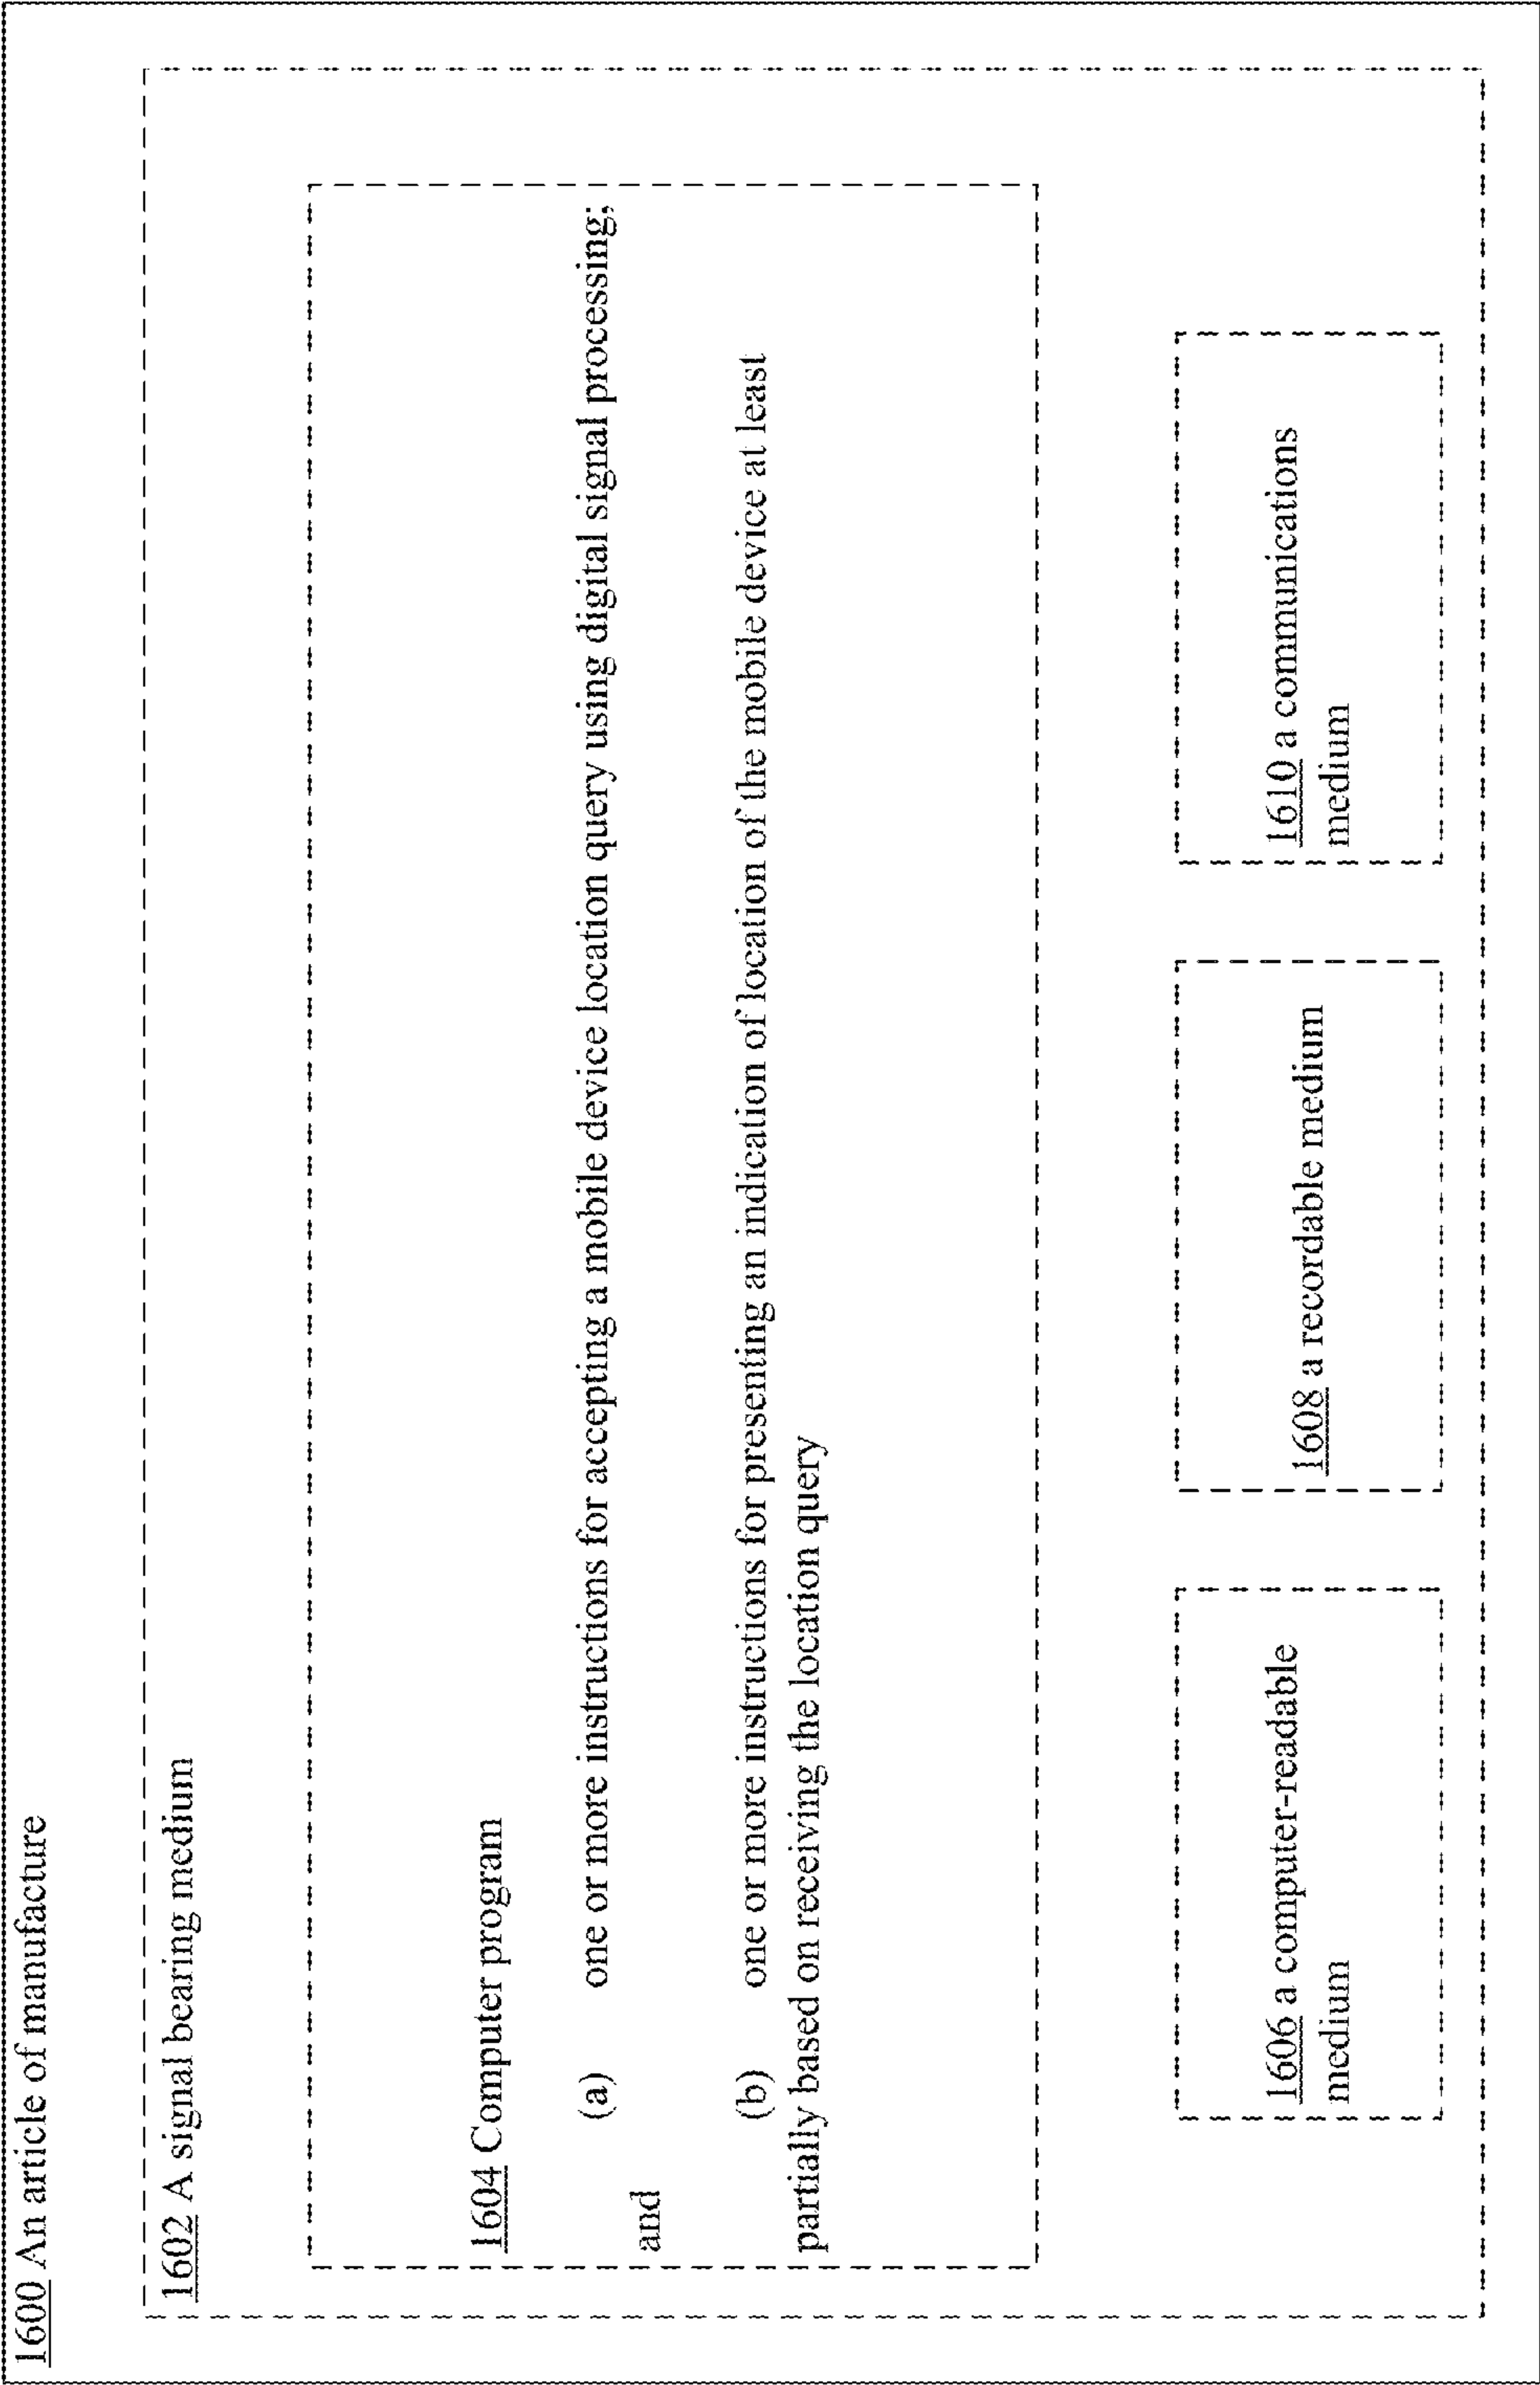 1600 An article of manufacture
1602 A signal bearing medium
1604 Computer program
(a) one or more instructions for accepting a mobile device location query using digital signal processing;
and
(b) one or more instructions for presenting an indication of location of the mobile device at least
partially based on receiving the location query
1606 a computer-readable
medium
1608 a recordable medium
1610 a communications
medium